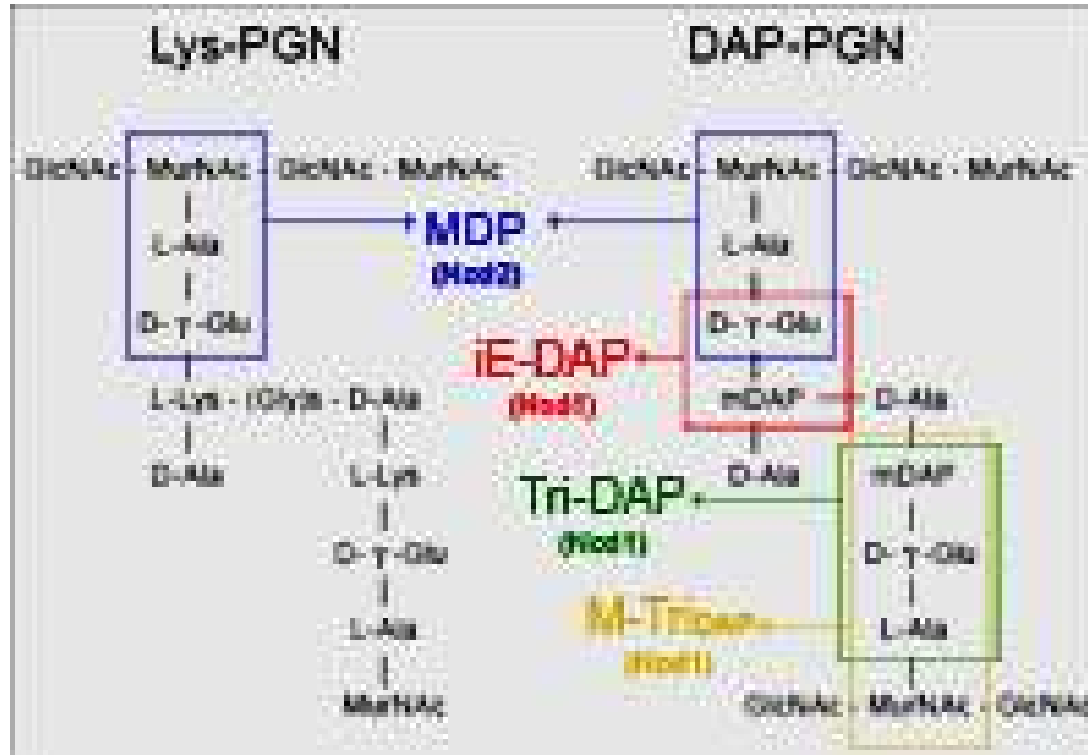 Lys-PGN DAP-PGN
GlcNAc - MurNAc - GlcNAc - MurNAc GlcNAc - MurNAc - GlcNAc - MurNAc
MDP
L-Ala L-Ala
(Nod2)
D-γ-Glu D-γ-Glu
iE-DAP
(Nod1)
L-Lys - (Gly)s - D-Ala mDAP D-Ala
D-Ala L-Lys D-Ala mDAP
Tri-DAP
(Nod1)
D-γ-Glu D-γ-Glu
M-TriDAP
L-Ala L-Ala
(Nod1)
MurNAc GlcNAc - MurNAc - GlcNAc